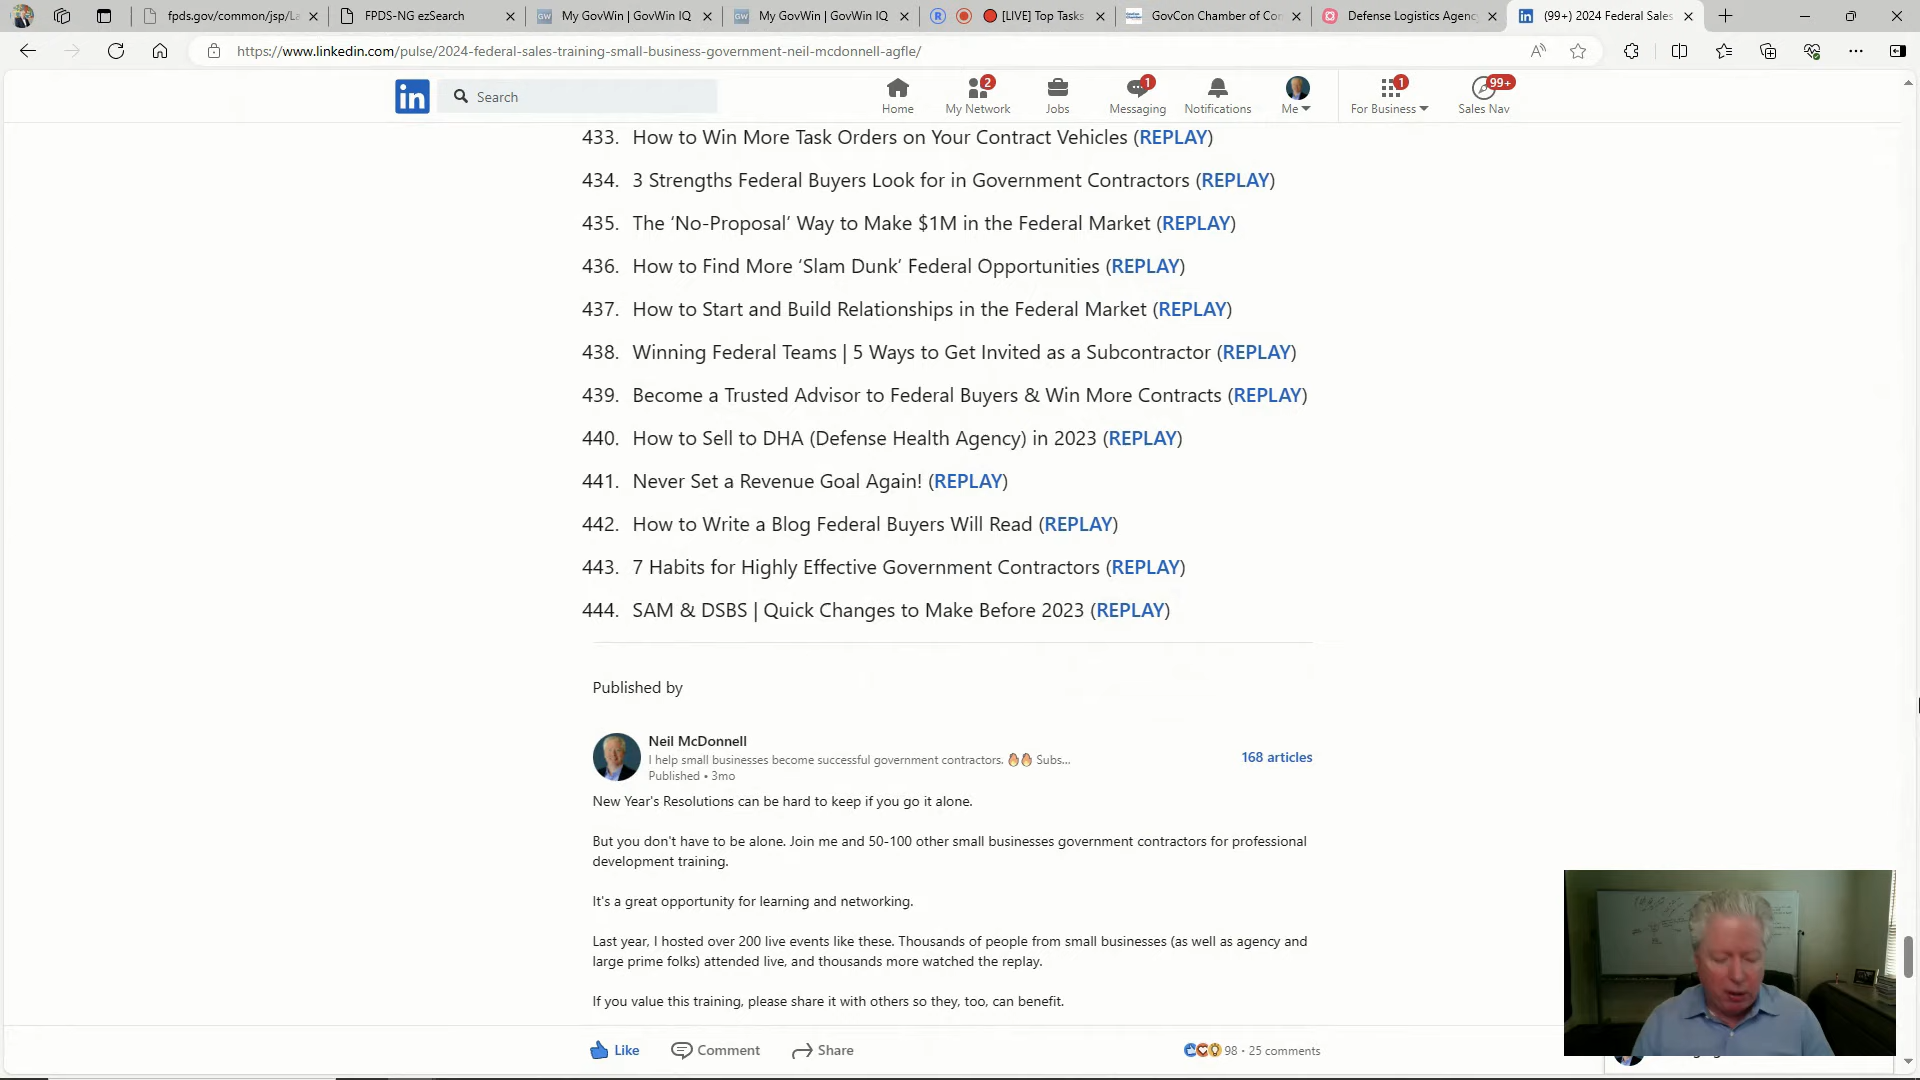 fpds.gov/common/jsp/La
FPDS-NG ezSearch
My GovWin | GovWin IQ
My GovWin | GovWin IQ
[LIVE] Top Tasks
GovCon Chamber of Con
Defense Logistics Agenc
(99+) 2024 Federal Sales
https://www.linkedin.com/pulse/2024-federal-sales-training-small-business-government-neil-mcdonnell-agfle/
in
Search
Home
2
My Network
Jobs
1
Messaging
Notifications
Me
1
For Business
99+
Sales Nav
433. How to Win More Task Orders on Your Contract Vehicles (REPLAY)
434. 3 Strengths Federal Buyers Look for in Government Contractors (REPLAY)
435. The ‘No-Proposal’ Way to Make $1M in the Federal Market (REPLAY)
436. How to Find More ‘Slam Dunk’ Federal Opportunities (REPLAY)
437. How to Start and Build Relationships in the Federal Market (REPLAY)
438. Winning Federal Teams | 5 Ways to Get Invited as a Subcontractor (REPLAY)
439. Become a Trusted Advisor to Federal Buyers & Win More Contracts (REPLAY)
440. How to Sell to DHA (Defense Health Agency) in 2023 (REPLAY)
441. Never Set a Revenue Goal Again! (REPLAY)
442. How to Write a Blog Federal Buyers Will Read (REPLAY)
443. 7 Habits for Highly Effective Government Contractors (REPLAY)
444. SAM & DSBS | Quick Changes to Make Before 2023 (REPLAY)
Published by
Neil McDonnell
I help small businesses become successful government contractors. 🔥🔥 Subs...
Published • 3mo
168 articles
New Year's Resolutions can be hard to keep if you go it alone.
But you don't have to be alone. Join me and 50-100 other small businesses government contractors for professional
development training.
It's a great opportunity for learning and networking.
Last year, I hosted over 200 live events like these. Thousands of people from small businesses (as well as agency and
large prime folks) attended live, and thousands more watched the replay.
If you value this training, please share it with others so they, too, can benefit.
Like
Comment
Share
98 · 25 comments